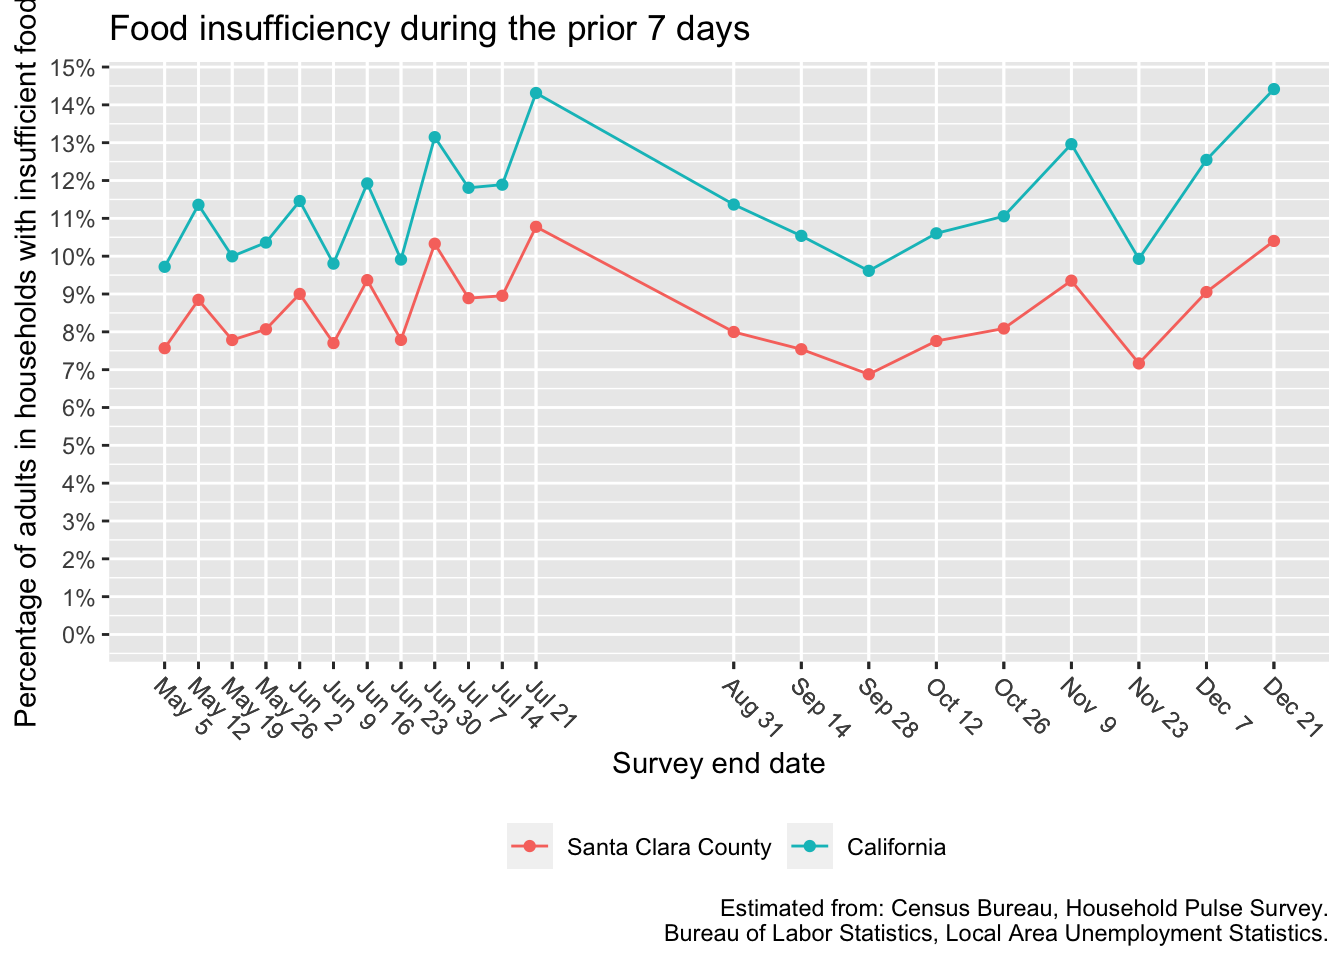 Food insufficiency during the prior 7 days
Percentage of adults in households with insufficient food
15%
14%
13%
12%
11%
10%
9%
8%
7%
6%
5%
4%
3%
2%
1%
0%
May 5
May 12
May 19
May 26
Jun 2
Jun 9
Jun 16
Jun 23
Jun 30
Jul 7
Jul 14
Jul 21
Aug 31
Sep 14
Sep 28
Oct 12
Oct 26
Nov 9
Nov 23
Dec 7
Dec 21
Survey end date
Santa Clara County
California
Estimated from: Census Bureau, Household Pulse Survey.
Bureau of Labor Statistics, Local Area Unemployment Statistics.